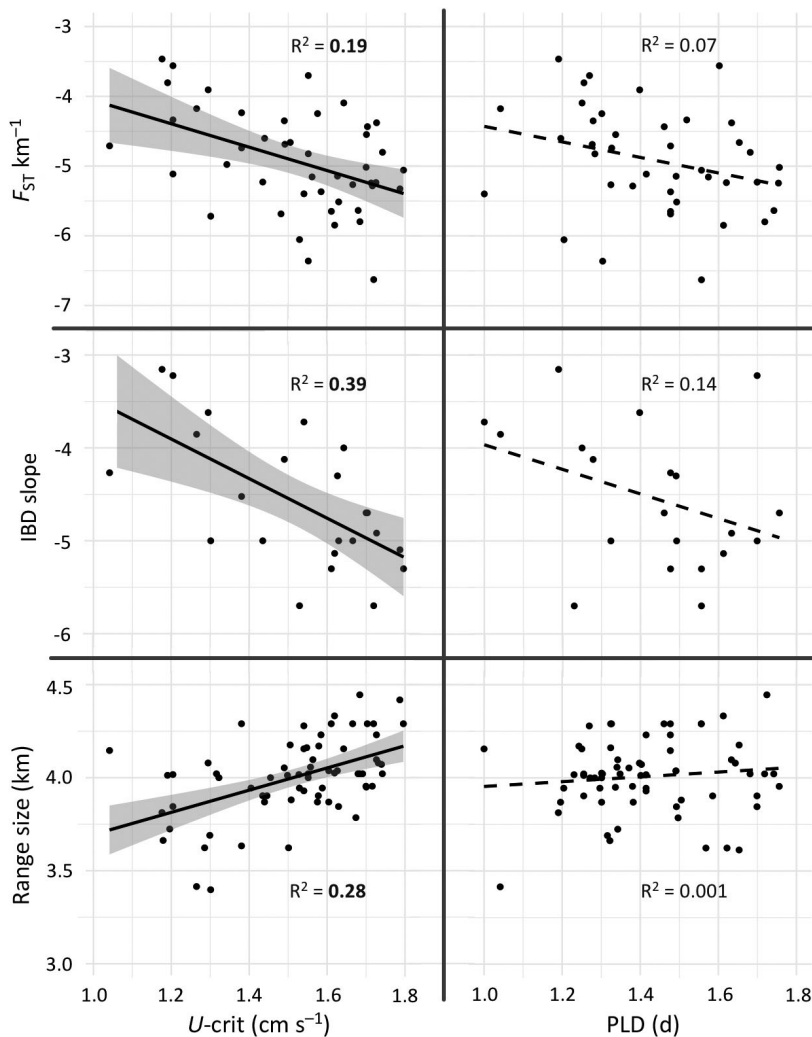 -3
-4
-5
-6
-7
F_ST km⁻¹
R² = 0.19
R² = 0.07
-3
-4
-5
-6
IBD slope
R² = 0.39
R² = 0.14
4.5
4.0
3.5
3.0
Range size (km)
R² = 0.28
R² = 0.001
1.0 1.2 1.4 1.6 1.8
1.0 1.2 1.4 1.6 1.8
U-crit (cm s⁻¹)
PLD (d)